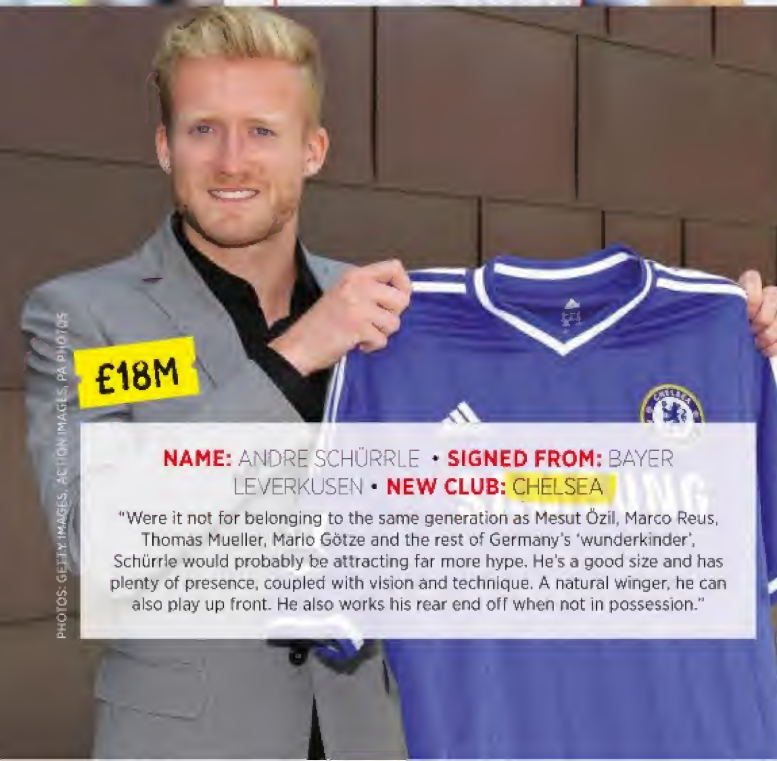 £18M
CHELSEA
NAME: ANDRE SCHÜRRLE • SIGNED FROM: BAYER
LEVERKUSEN • NEW CLUB: CHELSEA
"Were it not for belonging to the same generation as Mesut Özil, Marco Reus,
Thomas Mueller, Mario Götze and the rest of Germany's 'wunderkinder',
Schürrle would probably be attracting far more hype. He's a good size and has
plenty of presence, coupled with vision and technique. A natural winger, he can
also play up front. He also works his rear end off when not in possession."
PHOTOS: GETTY IMAGES, ACTION IMAGES, PA PHOTOS